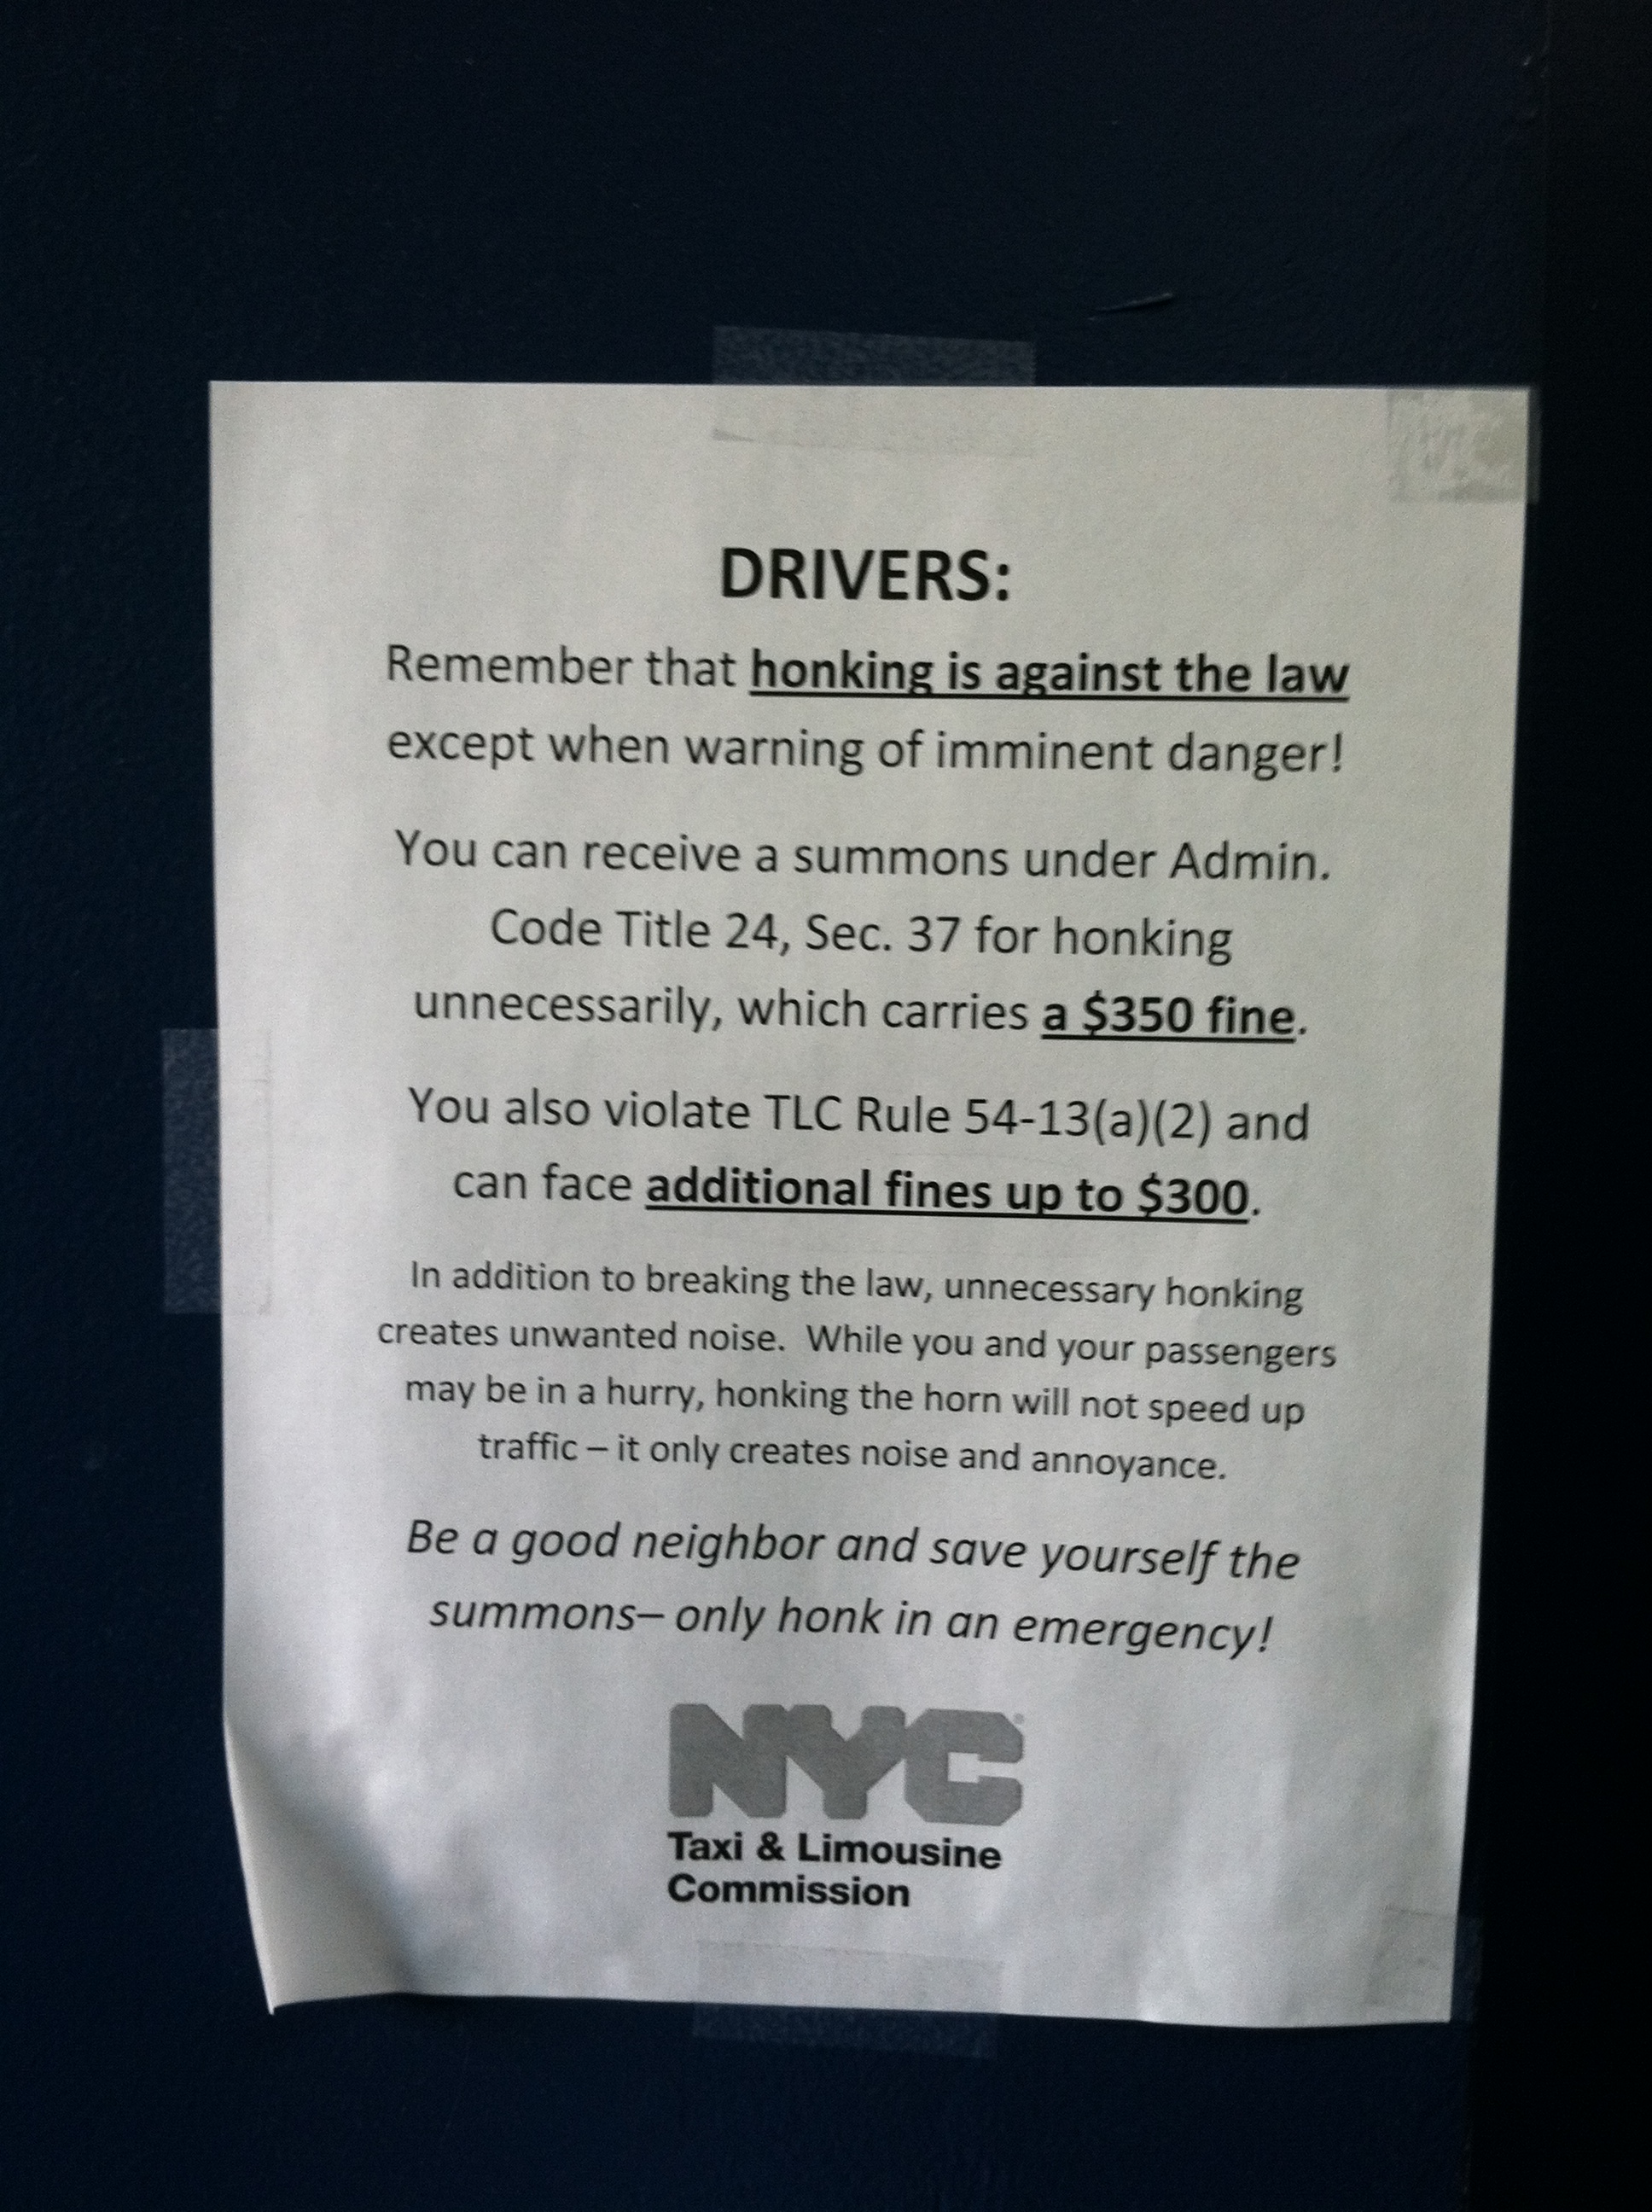 DRIVERS:
Remember that honking is against the law
except when warning of imminent danger!
You can receive a summons under Admin.
Code Title 24, Sec. 37 for honking
unnecessarily, which carries a $350 fine.
You also violate TLC Rule 54-13(a)(2) and
can face additional fines up to $300.
In addition to breaking the law, unnecessary honking
creates unwanted noise.  While you and your passengers
may be in a hurry, honking the horn will not speed up
traffic – it only creates noise and annoyance.
Be a good neighbor and save yourself the
summons– only honk in an emergency!
NYC
Taxi & Limousine
Commission